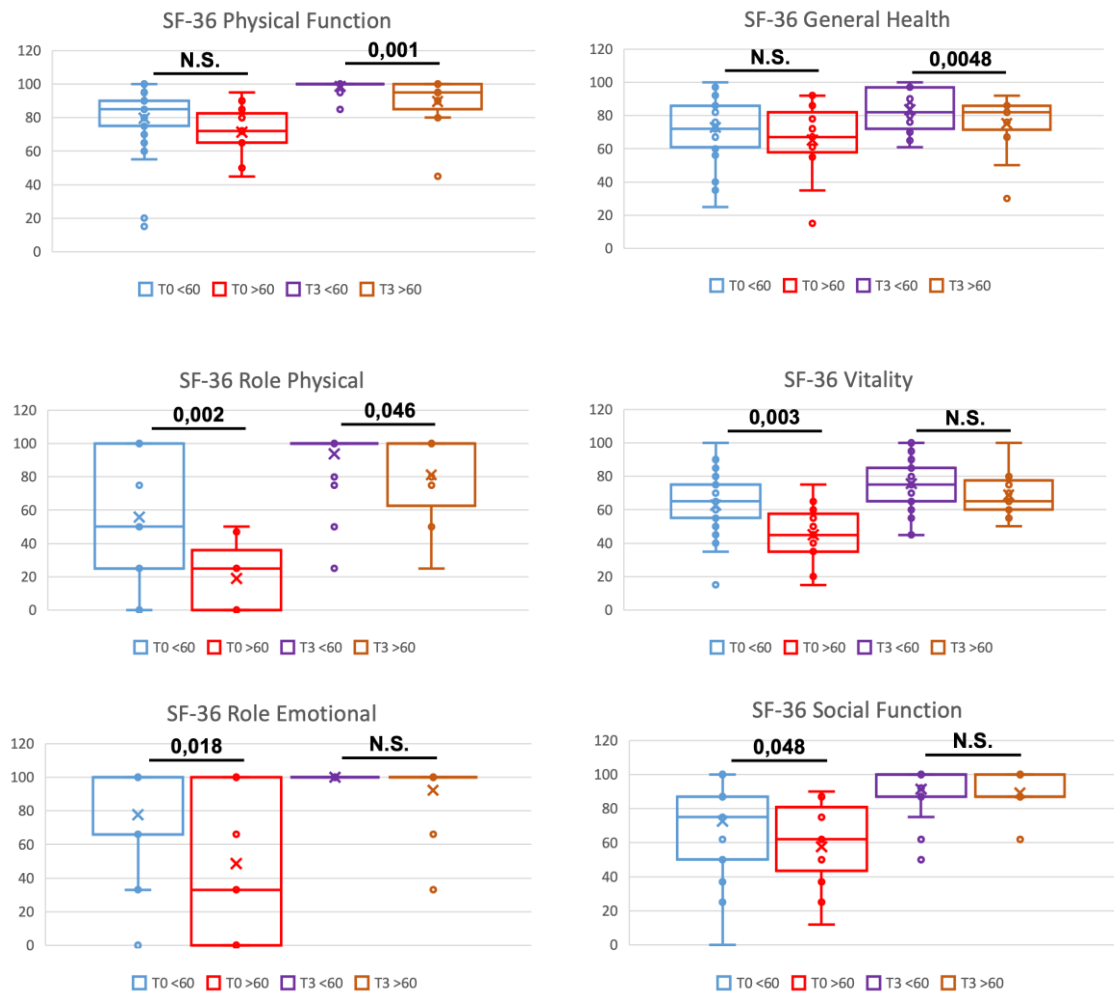 SF-36 Physical Function
N.S.
0,001
120
100
80
60
40
20
0
T0 <60 T0 >60 T3 <60 T3 >60
SF-36 General Health
N.S.
0,0048
120
100
80
60
40
20
0
T0 <60 T0 >60 T3 <60 T3 >60
SF-36 Role Physical
0,002
0,046
120
100
80
60
40
20
0
T0 <60 T0 >60 T3 <60 T3 >60
SF-36 Vitality
0,003
N.S.
120
100
80
60
40
20
0
T0 <60 T0 >60 T3 <60 T3 >60
SF-36 Role Emotional
0,018
N.S.
120
100
80
60
40
20
0
T0 <60 T0 >60 T3 <60 T3 >60
SF-36 Social Function
0,048
N.S.
120
100
80
60
40
20
0
T0 <60 T0 >60 T3 <60 T3 >60